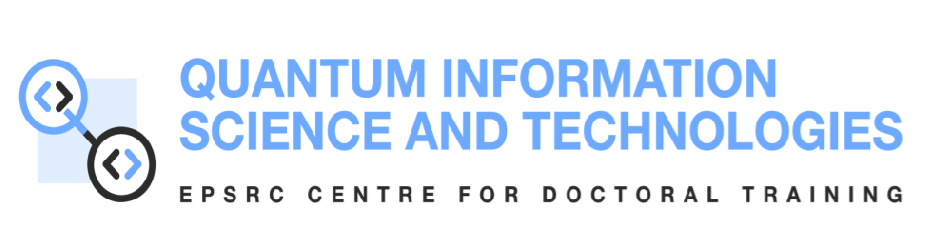 QUANTUM INFORMATION
SCIENCE AND TECHNOLOGIES
EPSRC CENTRE FOR DOCTORAL TRAINING